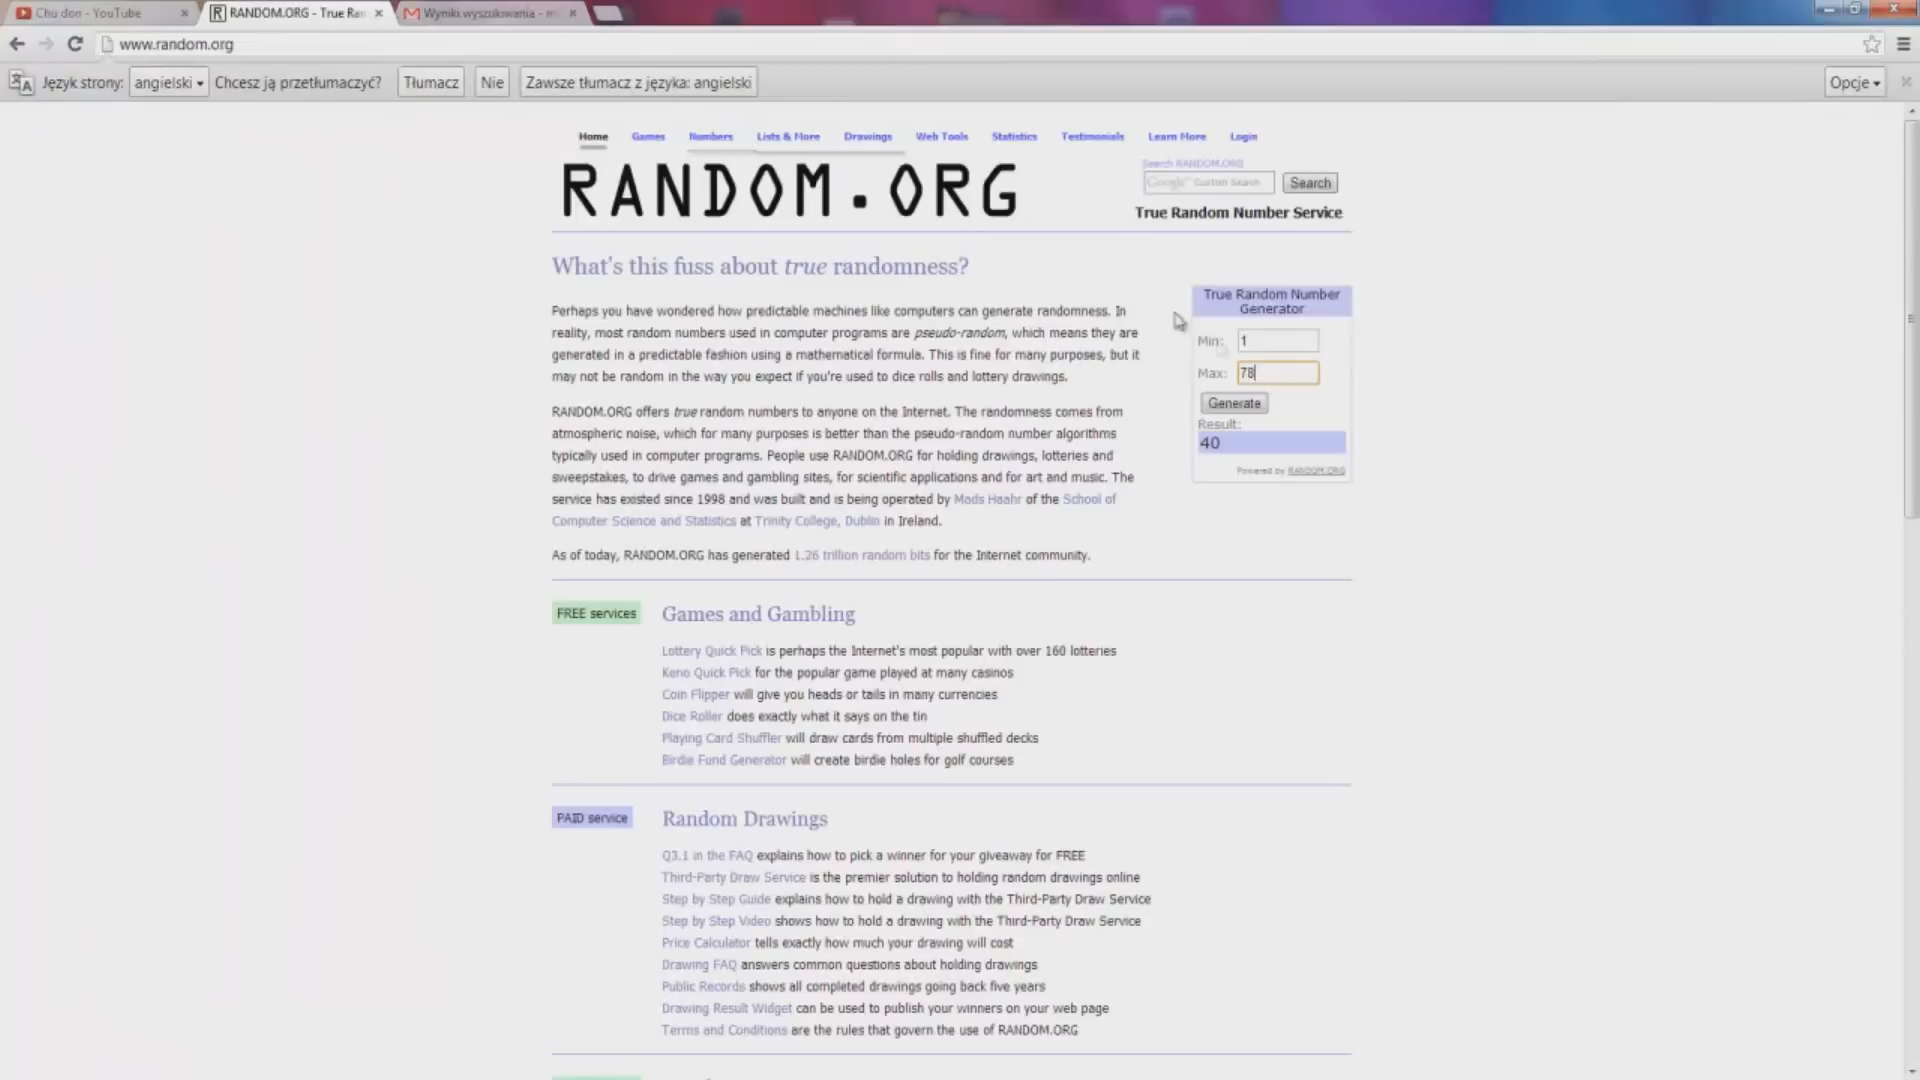 Chu don - YouTube
RANDOM.ORG - True Ran
Wyniki wyszukiwania - m
www.random.org
Język strony: angielski Chcesz ją przetłumaczyć? Tłumacz Nie Zawsze tłumacz z języka: angielski Opcje
Home Games Numbers Lists & More Drawings Web Tools Statistics Testimonials Learn More Login
RANDOM.ORG
Search RANDOM.ORG
Google™ Custom Search Search
True Random Number Service
What's this fuss about true randomness?
Perhaps you have wondered how predictable machines like computers can generate randomness. In
reality, most random numbers used in computer programs are pseudo-random, which means they are
generated in a predictable fashion using a mathematical formula. This is fine for many purposes, but it
may not be random in the way you expect if you're used to dice rolls and lottery drawings.
RANDOM.ORG offers true random numbers to anyone on the Internet. The randomness comes from
atmospheric noise, which for many purposes is better than the pseudo-random number algorithms
typically used in computer programs. People use RANDOM.ORG for holding drawings, lotteries and
sweepstakes, to drive games and gambling sites, for scientific applications and for art and music. The
service has existed since 1998 and was built and is being operated by Mads Haahr of the School of
Computer Science and Statistics at Trinity College, Dublin in Ireland.
As of today, RANDOM.ORG has generated 1.26 trillion random bits for the Internet community.
True Random Number
Generator
Min: 1
Max: 78
Generate
Result:
40
Powered by RANDOM.ORG
FREE services
Games and Gambling
Lottery Quick Pick is perhaps the Internet's most popular with over 160 lotteries
Keno Quick Pick for the popular game played at many casinos
Coin Flipper will give you heads or tails in many currencies
Dice Roller does exactly what it says on the tin
Playing Card Shuffler will draw cards from multiple shuffled decks
Birdie Fund Generator will create birdie holes for golf courses
PAID service
Random Drawings
Q3.1 in the FAQ explains how to pick a winner for your giveaway for FREE
Third-Party Draw Service is the premier solution to holding random drawings online
Step by Step Guide explains how to hold a drawing with the Third-Party Draw Service
Step by Step Video shows how to hold a drawing with the Third-Party Draw Service
Price Calculator tells exactly how much your drawing will cost
Drawing FAQ answers common questions about holding drawings
Public Records shows all completed drawings going back five years
Drawing Result Widget can be used to publish your winners on your web page
Terms and Conditions are the rules that govern the use of RANDOM.ORG